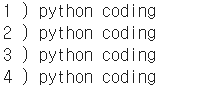 1 ) python coding
2 ) python coding
3 ) python coding
4 ) python coding